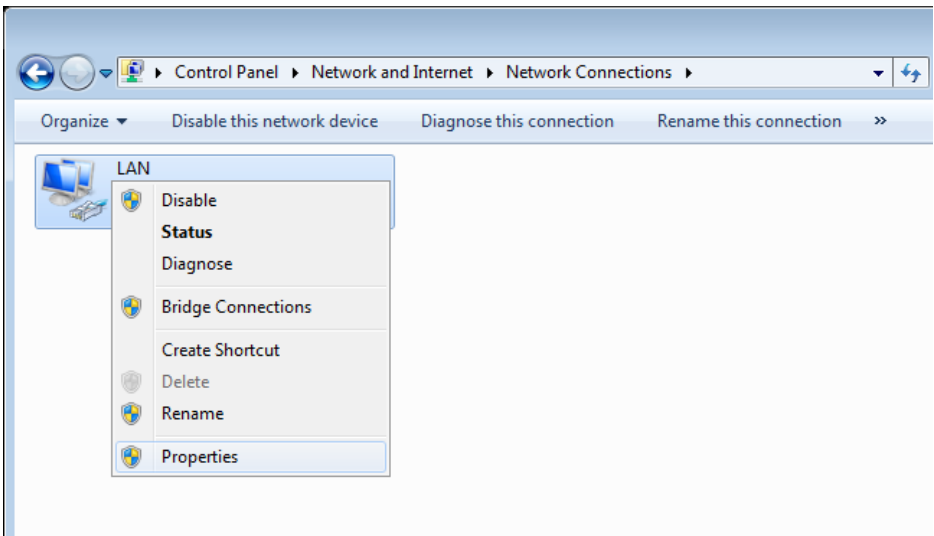 Control Panel Network and Internet Network Connections
Organize Disable this network device Diagnose this connection Rename this connection »
LAN
Disable
Status
Diagnose
Bridge Connections
Create Shortcut
Delete
Rename
Properties